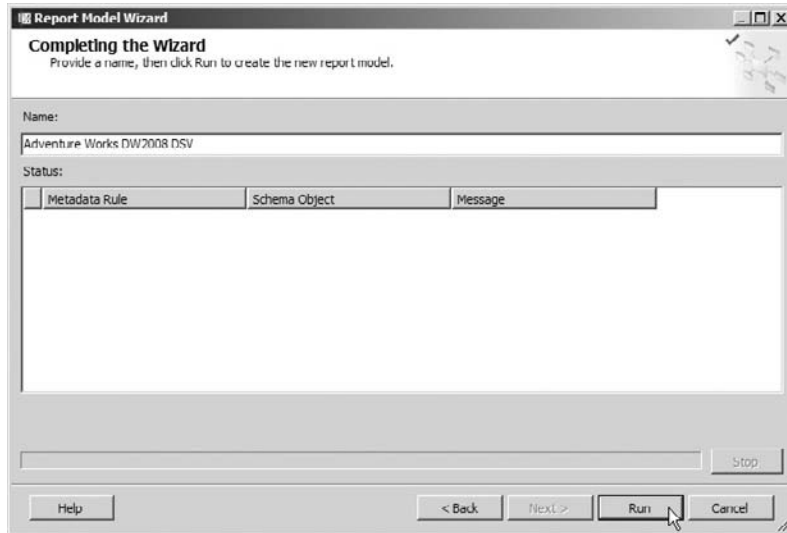 Report Model Wizard
Completing the Wizard
Provide a name, then click Run to create the new report model.
Name:
Adventure Works DW2008 DSV
Status:
Metadata Rule Schema Object Message
Stop
Help < Back Next > Run Cancel